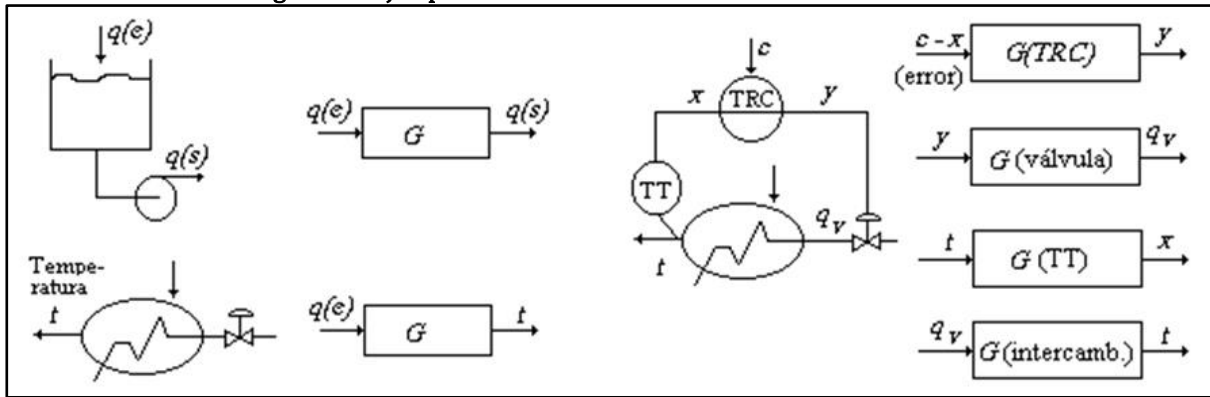 q(e)
q(s)
q(e)
G
q(s)
Tempe-
ratura
t
q(e)
G
t
c
x
TRC
y
TT
q v
t
c - x
(error)
G(TRC)
y
y
G (válvula)
q v
t
G (TT)
x
q v
G (intercamb.)
t